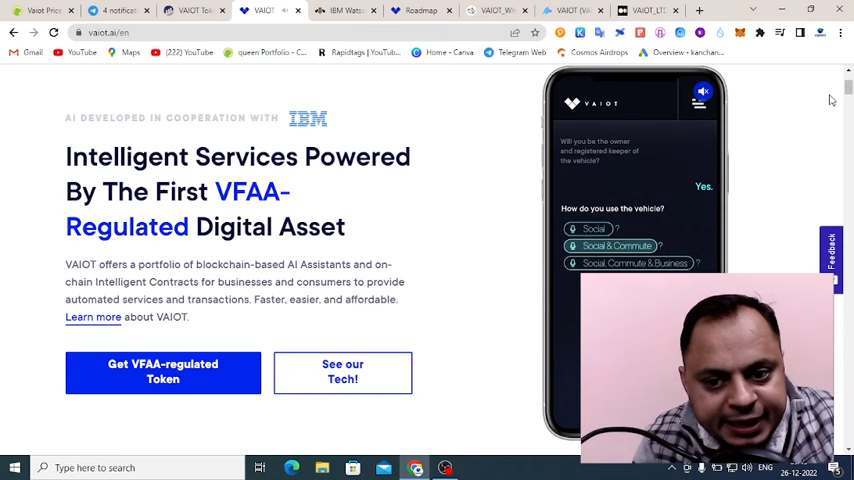 Vaiot Price
4 notificati
VAIOT Tok
VAIOT
IBM Wats
Roadmap
VAIOT_W
VAIOT (VA
VAIOT_LT
vaiot.ai/en
Gmail
YouTube
(222) YouTube
queen Portfolio - C
Rapidtags | YouTub
Home - Canva
Telegram Web
Cosmos Airdrops
Overview - kanchan
AI DEVELOPED IN COOPERATION WITH IBM
Intelligent Services Powered
By The First VFAA-
Regulated Digital Asset
VAIOT offers a portfolio of blockchain-based AI Assistants and on-
chain Intelligent Contracts for businesses and consumers to provide
automated services and transactions. Faster, easier, and affordable.
Learn more about VAIOT.
Get VFAA-regulated
Token
See our
Tech!
VAIOT
Will you be the owner
and registered keeper of
the vehicle?
Yes.
How do you use the vehicle?
Social ?
Social & Commute ?
Social, Commute & Business ?
Feedback
Type here to search
ENG
26-12-2022